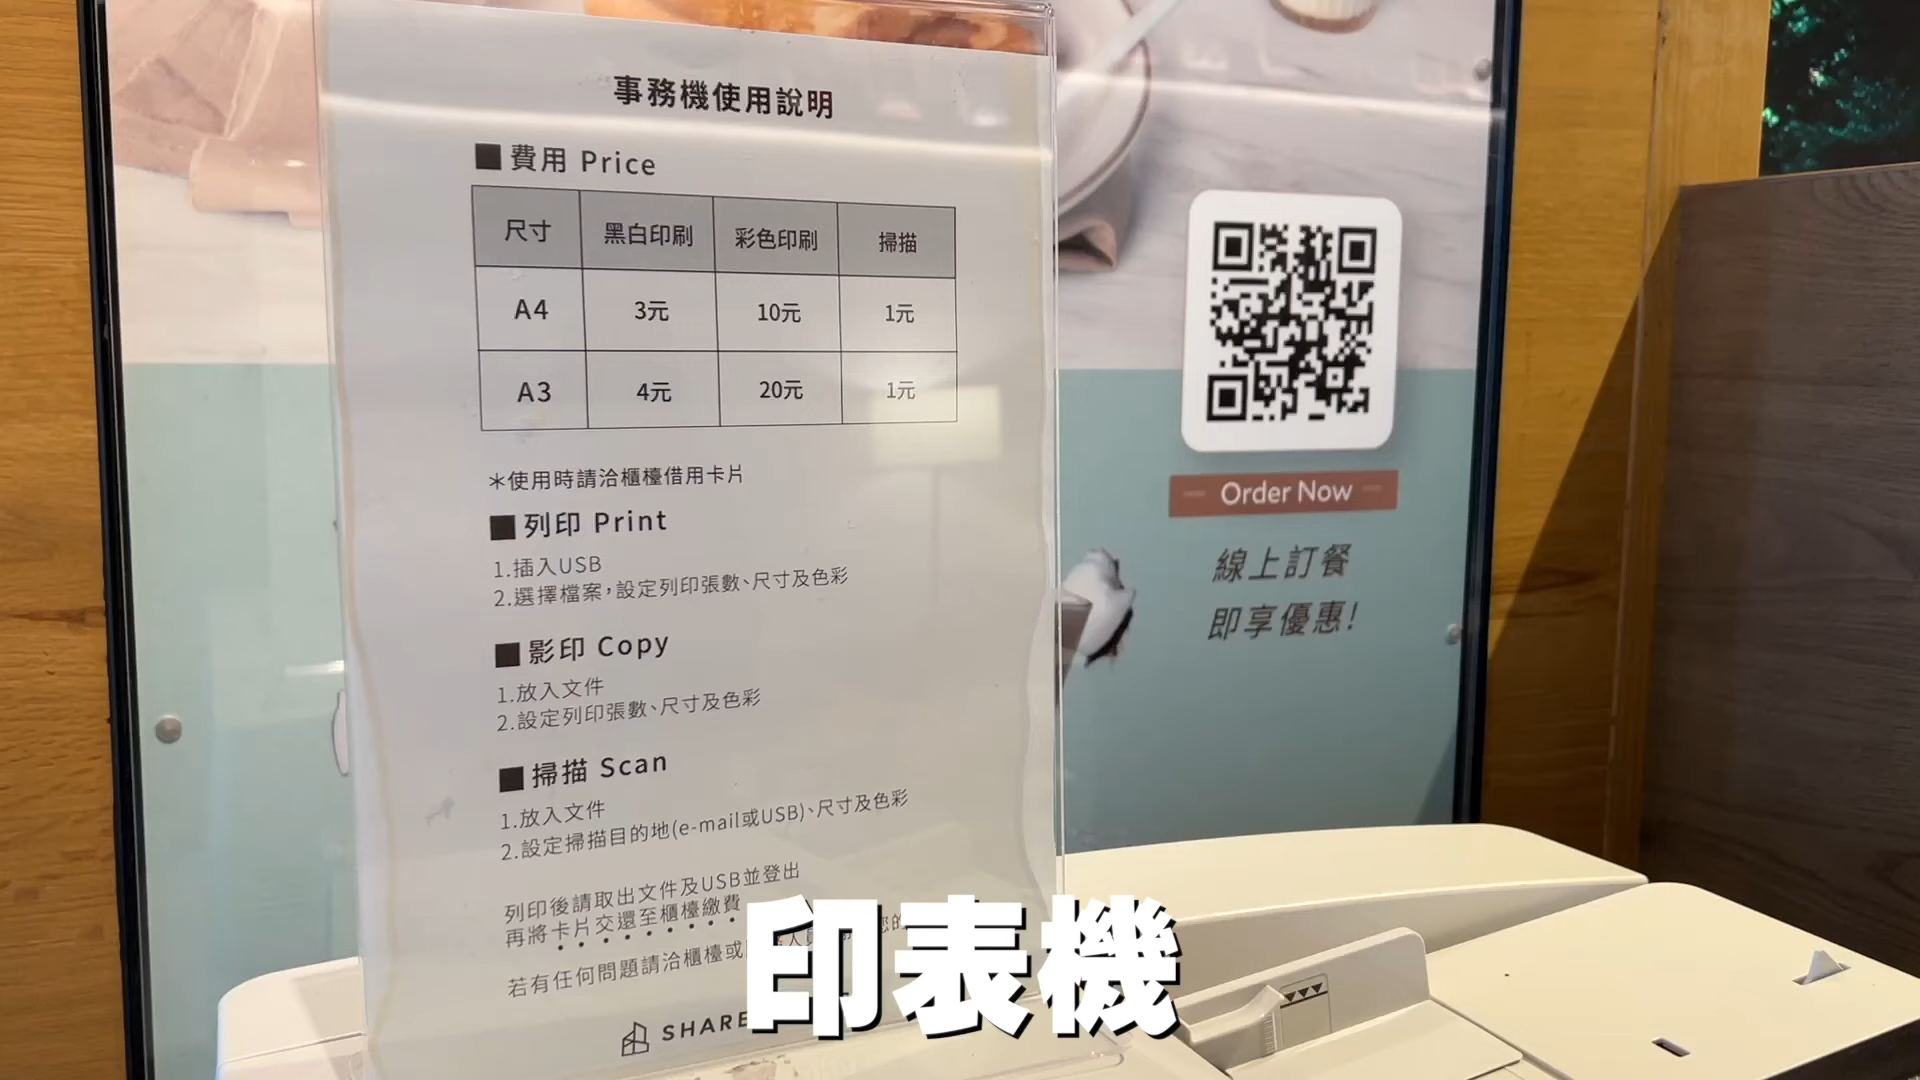 事務機使用說明
■費用 Price
尺寸 黑白印刷 彩色印刷 掃描
A4 3元 10元 1元
A3 4元 20元 1元
＊使用時請洽櫃檯借用卡片
■列印 Print
1.插入USB
2.選擇檔案，設定列印張數、尺寸及色彩
■影印 Copy
1.放入文件
2.設定列印張數、尺寸及色彩
■掃描 Scan
1.放入文件
2.設定掃描目的地(e-mail或USB)、尺寸及色彩
列印後請取出文件及USB並登出
再將卡片交還至櫃檯繳費
若有任何問題請洽櫃檯或
SHARE
Order Now
線上訂餐
即享優惠!
印表機